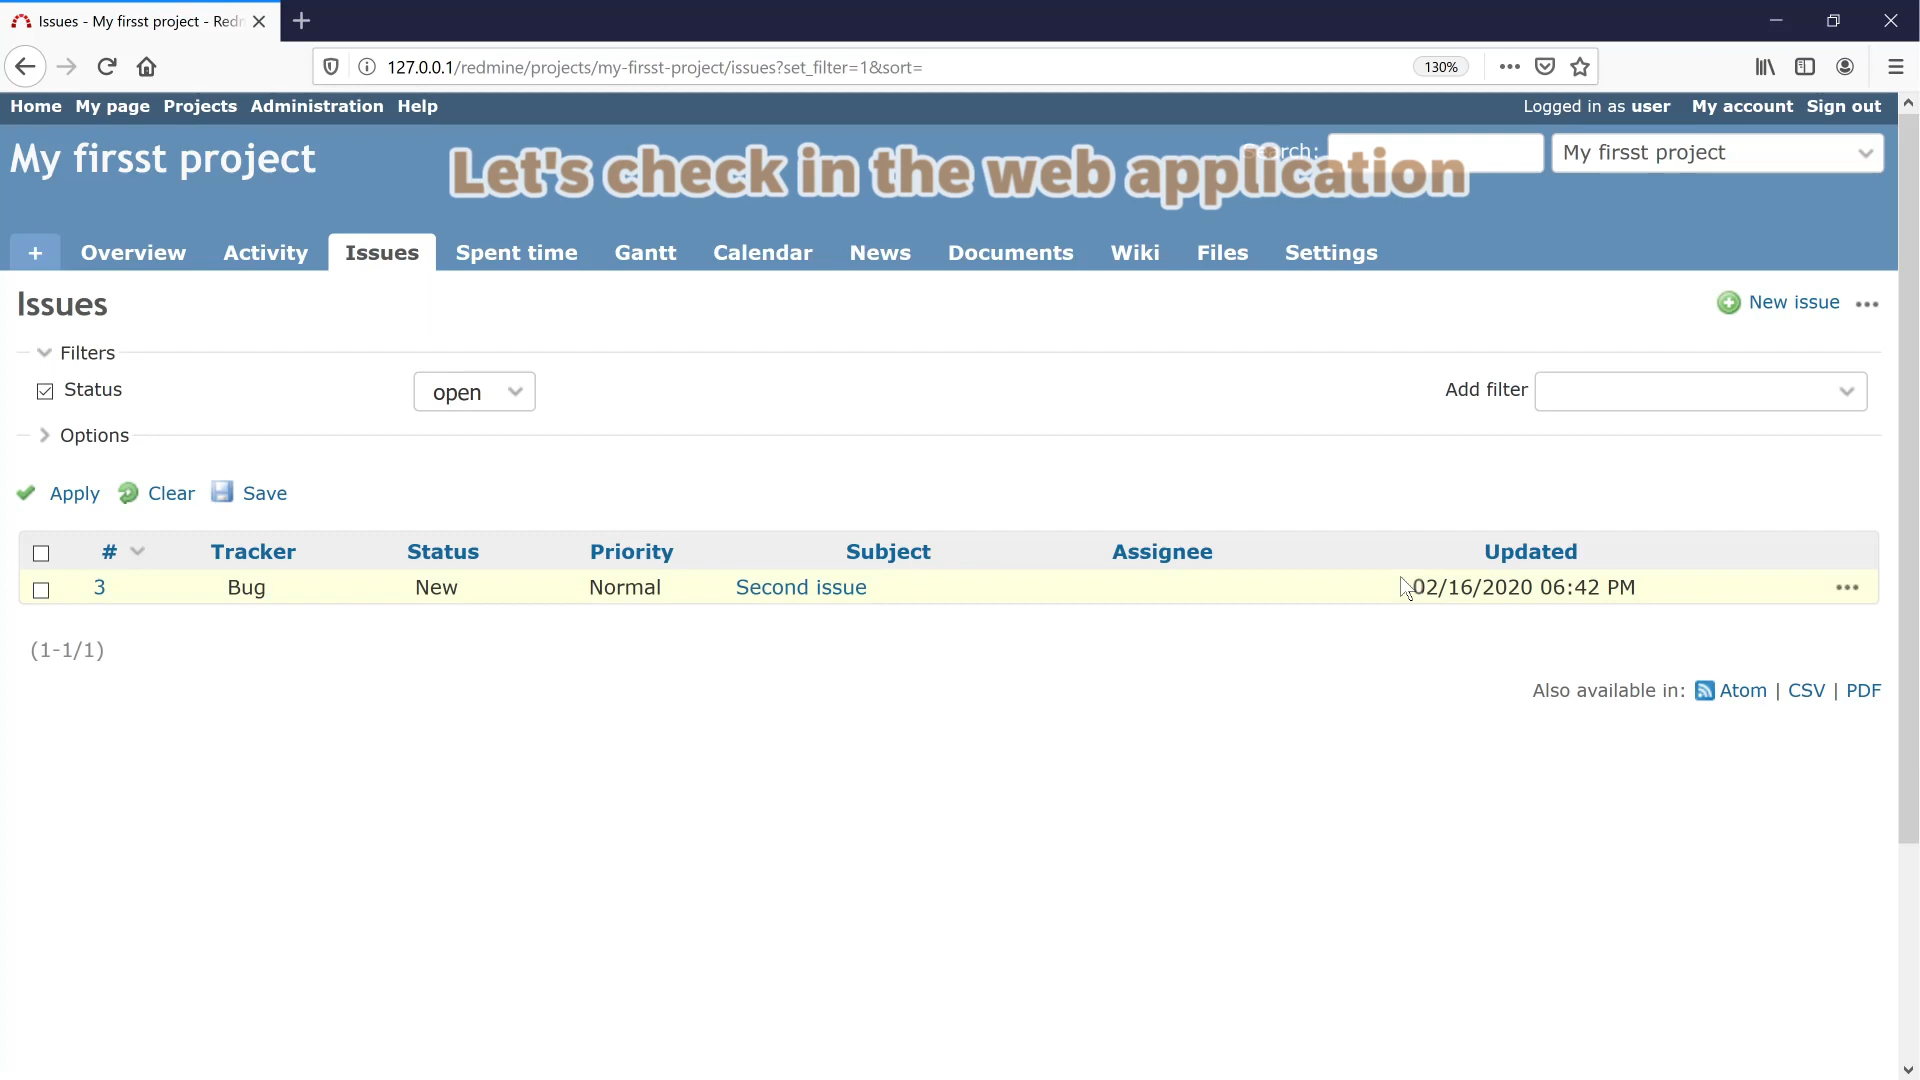 Issues - My firsst project - Redm
127.0.0.1/redmine/projects/my-firsst-project/issues?set_filter=1&sort=
130%
Home My page Projects Administration Help
Logged in as user My account Sign out
My firsst project
Let's check in the web application
Search:
My firsst project
+ Overview Activity Issues Spent time Gantt Calendar News Documents Wiki Files Settings
Issues
New issue
Filters
Status
open
Add filter
Options
Apply Clear Save
# Tracker Status Priority Subject Assignee Updated
3 Bug New Normal Second issue 02/16/2020 06:42 PM
(1-1/1)
Also available in: Atom | CSV | PDF